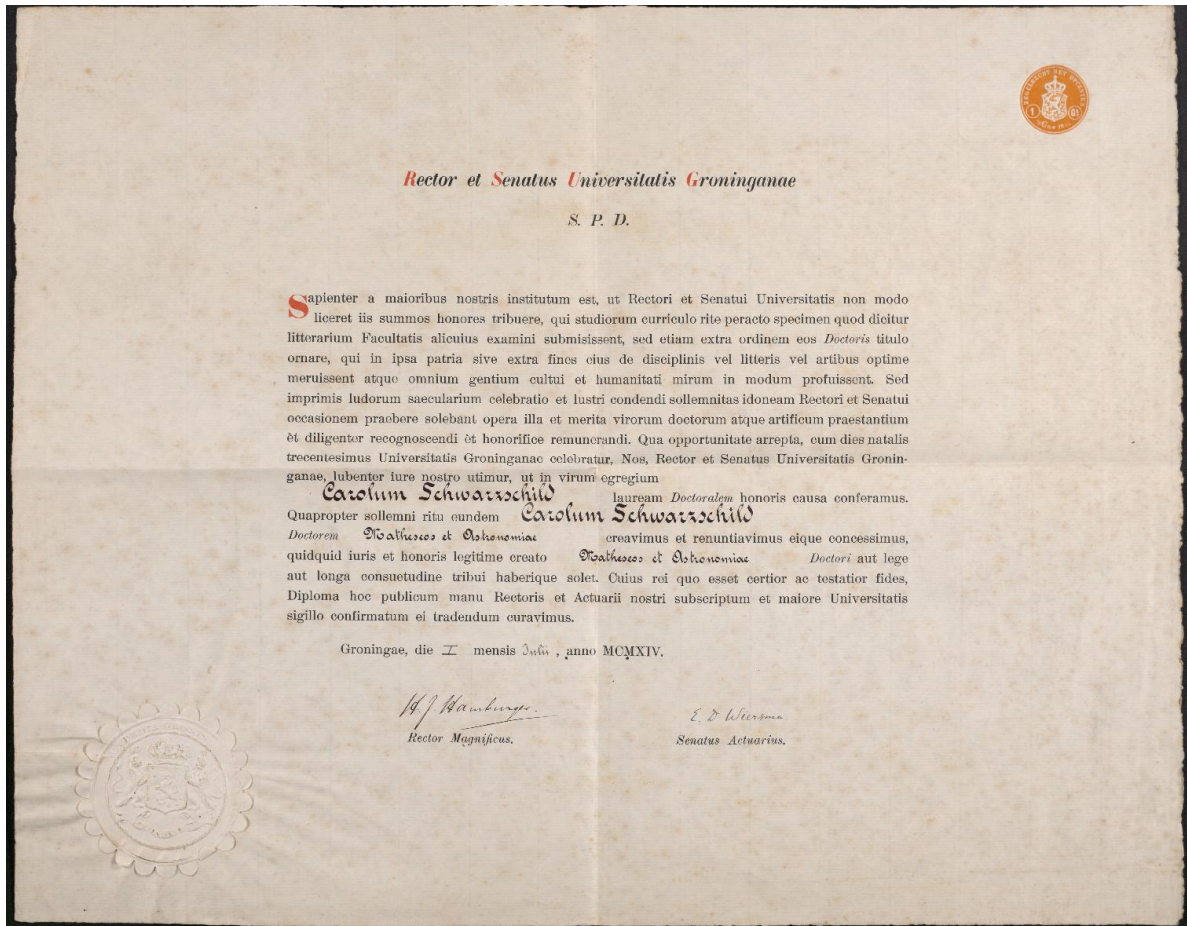 Rector et Senatus Universitatis Groninganae
S. P. D.
Sapienter a maioribus nostris institutum est, ut Rectori et Senatui Universitatis non modo
liceret iis summos honores tribuere, qui studiorum curriculo rite peracto specimen quod dicitur
litterarium Facultatis alicuius examini submisissent, sed etiam extra ordinem eos Doctoris titulo
ornare, qui in ipsa patria sive extra fines eius de disciplinis vel litteris vel artibus optime
meruissent atque omnium gentium cultui et humanitati mirum in modum profuissent. Sed
imprimis ludorum saecularium celebratio et lustri condendi sollemnitas idoneam Rectori et Senatui
occasionem praebere solebant opera illa et merita virorum doctorum atque artificum praestantium
èt diligenter recognoscendi èt honorifice remunerandi. Qua opportunitate arrepta, cum dies natalis
trecentesimus Universitatis Groninganae celebratur, Nos, Rector et Senatus Universitatis Gronin-
ganae, lubenter iure nostro utimur, ut in virum egregium
Carolum Schwarzschild lauream Doctoralem honoris causa conferamus.
Quapropter sollemni ritu eundem Carolum Schwarzschild
Doctorem Matheseos et Astronomiae creavimus et renuntiavimus eique concessimus,
quidquid iuris et honoris legitime creato Matheseos et Astronomiae Doctori aut lege
aut longa consuetudine tribui haberique solet. Cuius rei quo esset certior ac testatior fides,
Diploma hoc publicum manu Rectoris et Actuarii nostri subscriptum et maiore Universitatis
sigillo confirmatum ei tradendum curavimus.
Groningae, die I mensis Julii, anno MCMXIV.
H. J. Hamburger.
Rector Magnificus.
E. D. Wiersma
Senatus Actuarius.